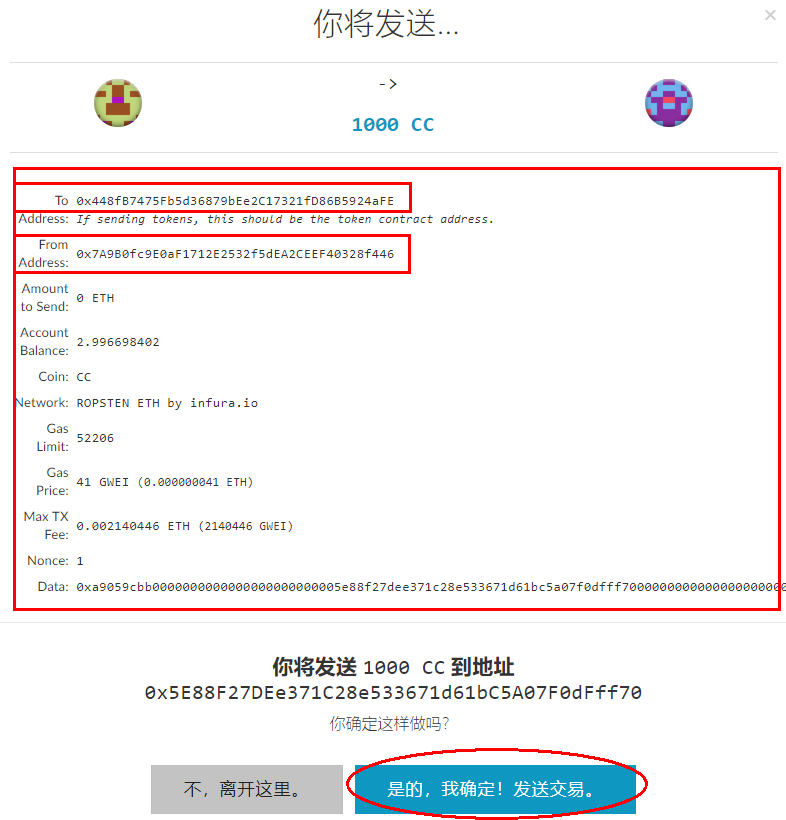 你将发送...
×
->
1000 CC
To 0x448fB7475Fb5d36879bEe2C17321fD86B5924aFE
Address: If sending tokens, this should be the token contract address.
From
Address: 0x7A9B0fc9E0aF1712E2532f5dEA2CEEF40328f446
Amount
to Send: 0 ETH
Account
Balance: 2.996698402
Coin: CC
Network: ROPSTEN ETH by infura.io
Gas
Limit: 52206
Gas
Price: 41 GWEI (0.000000041 ETH)
Max TX
Fee: 0.002140446 ETH (2140446 GWEI)
Nonce: 1
Data: 0xa9059cbb0000000000000000000000005e88f27dee371c28e533671d61bc5a07f0dfff70000000000000000000000
你将发送 1000 CC 到地址
0x5E88F27DEe371C28e533671d61bC5A07F0dFff70
你确定这样做吗?
不，离开这里。
是的，我确定！发送交易。